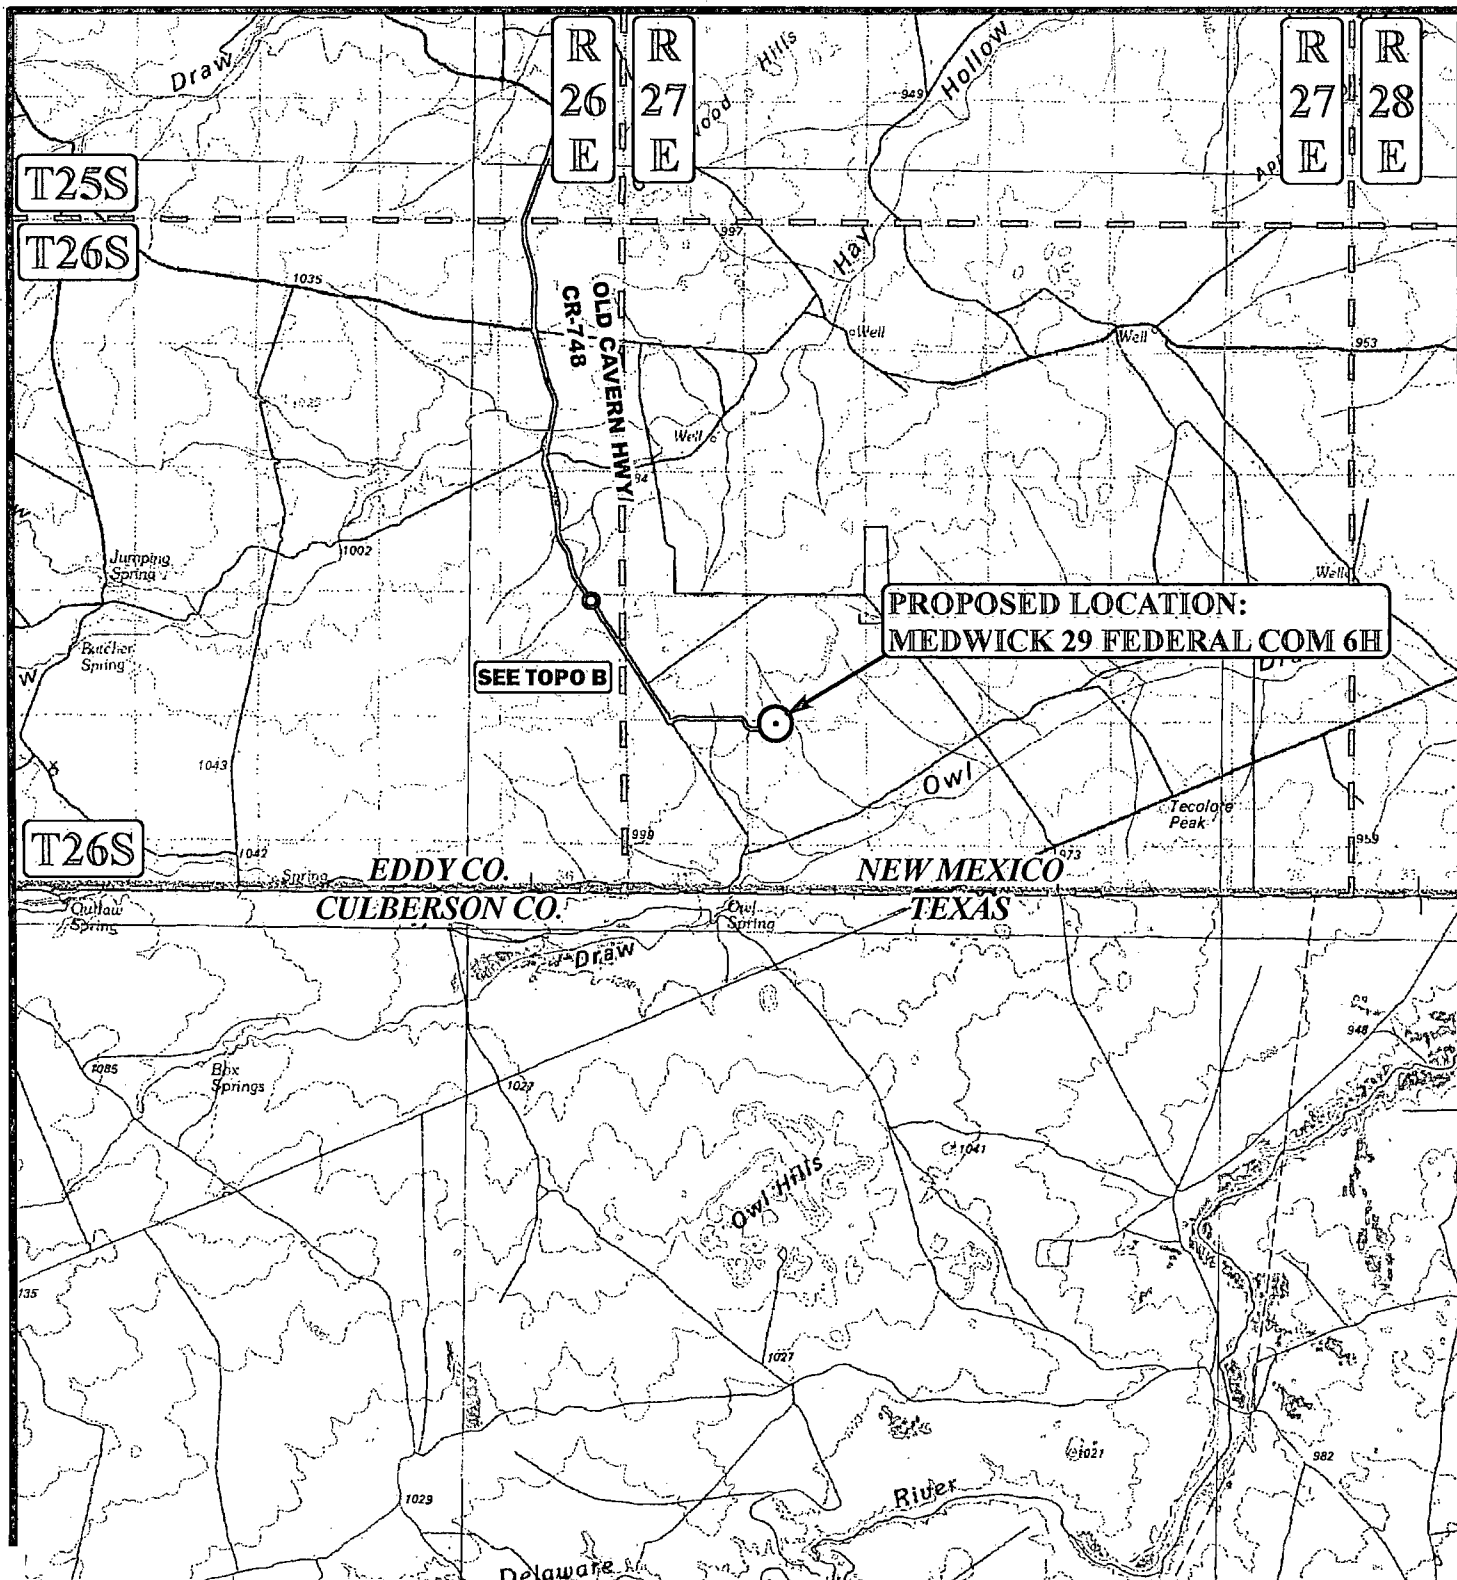 R
26
E
R
27
E
R
27
E
R
28
E
Draw
Hills
Hollow
949
T25S
T26S
997
Hay
1035
OLD CAVERN HWY/
CR-748
Well
Well
953
Well
1002
Jumping
Spring
Well
Butcher
Spring
W
PROPOSED LOCATION:
MEDWICK 29 FEDERAL COM 6H
SEE TOPO B
1043
Owl
Tecolote
Peak
T26S
999
959
1042
973
EDDY CO.
NEW MEXICO
Spring
CULBERSON CO.
TEXAS
Outlaw
Spring
Owl
Spring
Draw
948
1085
Box
Springs
1027
1041
Owl Hills
135
1027
1021
982
1029
River
Delaware